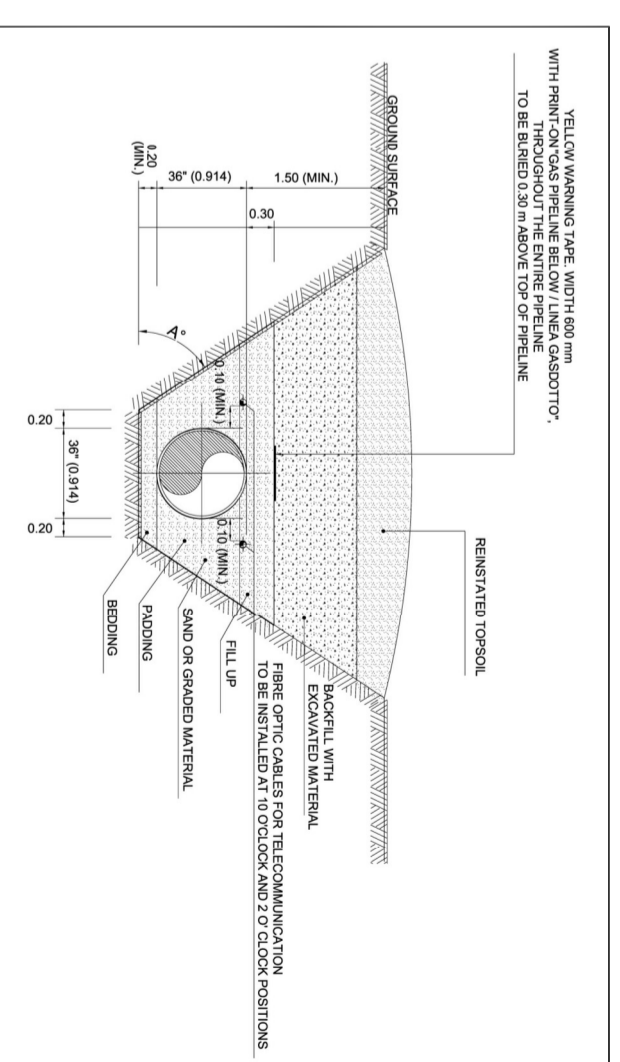 YELLOW WARNING TAPE. WIDTH 600 mm
WITH PRINT-ON"GAS PIPELINE BELOW / LINEA GASDOTTO",
THROUGHOUT THE ENTIRE PIPELINE
TO BE BURIED 0.30 m ABOVE TOP OF PIPELINE
REINSTATED TOPSOIL
GROUND SURFACE
1.50 (MIN.)
0.30
36" (0.914)
0.20
(MIN.)
A°
0.10 (MIN.)
0.10 (MIN.)
BACKFILL WITH
EXCAVATED MATERIAL
FIBRE OPTIC CABLES FOR TELECOMMUNICATION
TO BE INSTALLED AT 10 O'CLOCK AND 2 O' CLOCK POSITIONS
FILL UP
SAND OR GRADED MATERIAL
PADDING
BEDDING
0.20
36" (0.914)
0.20